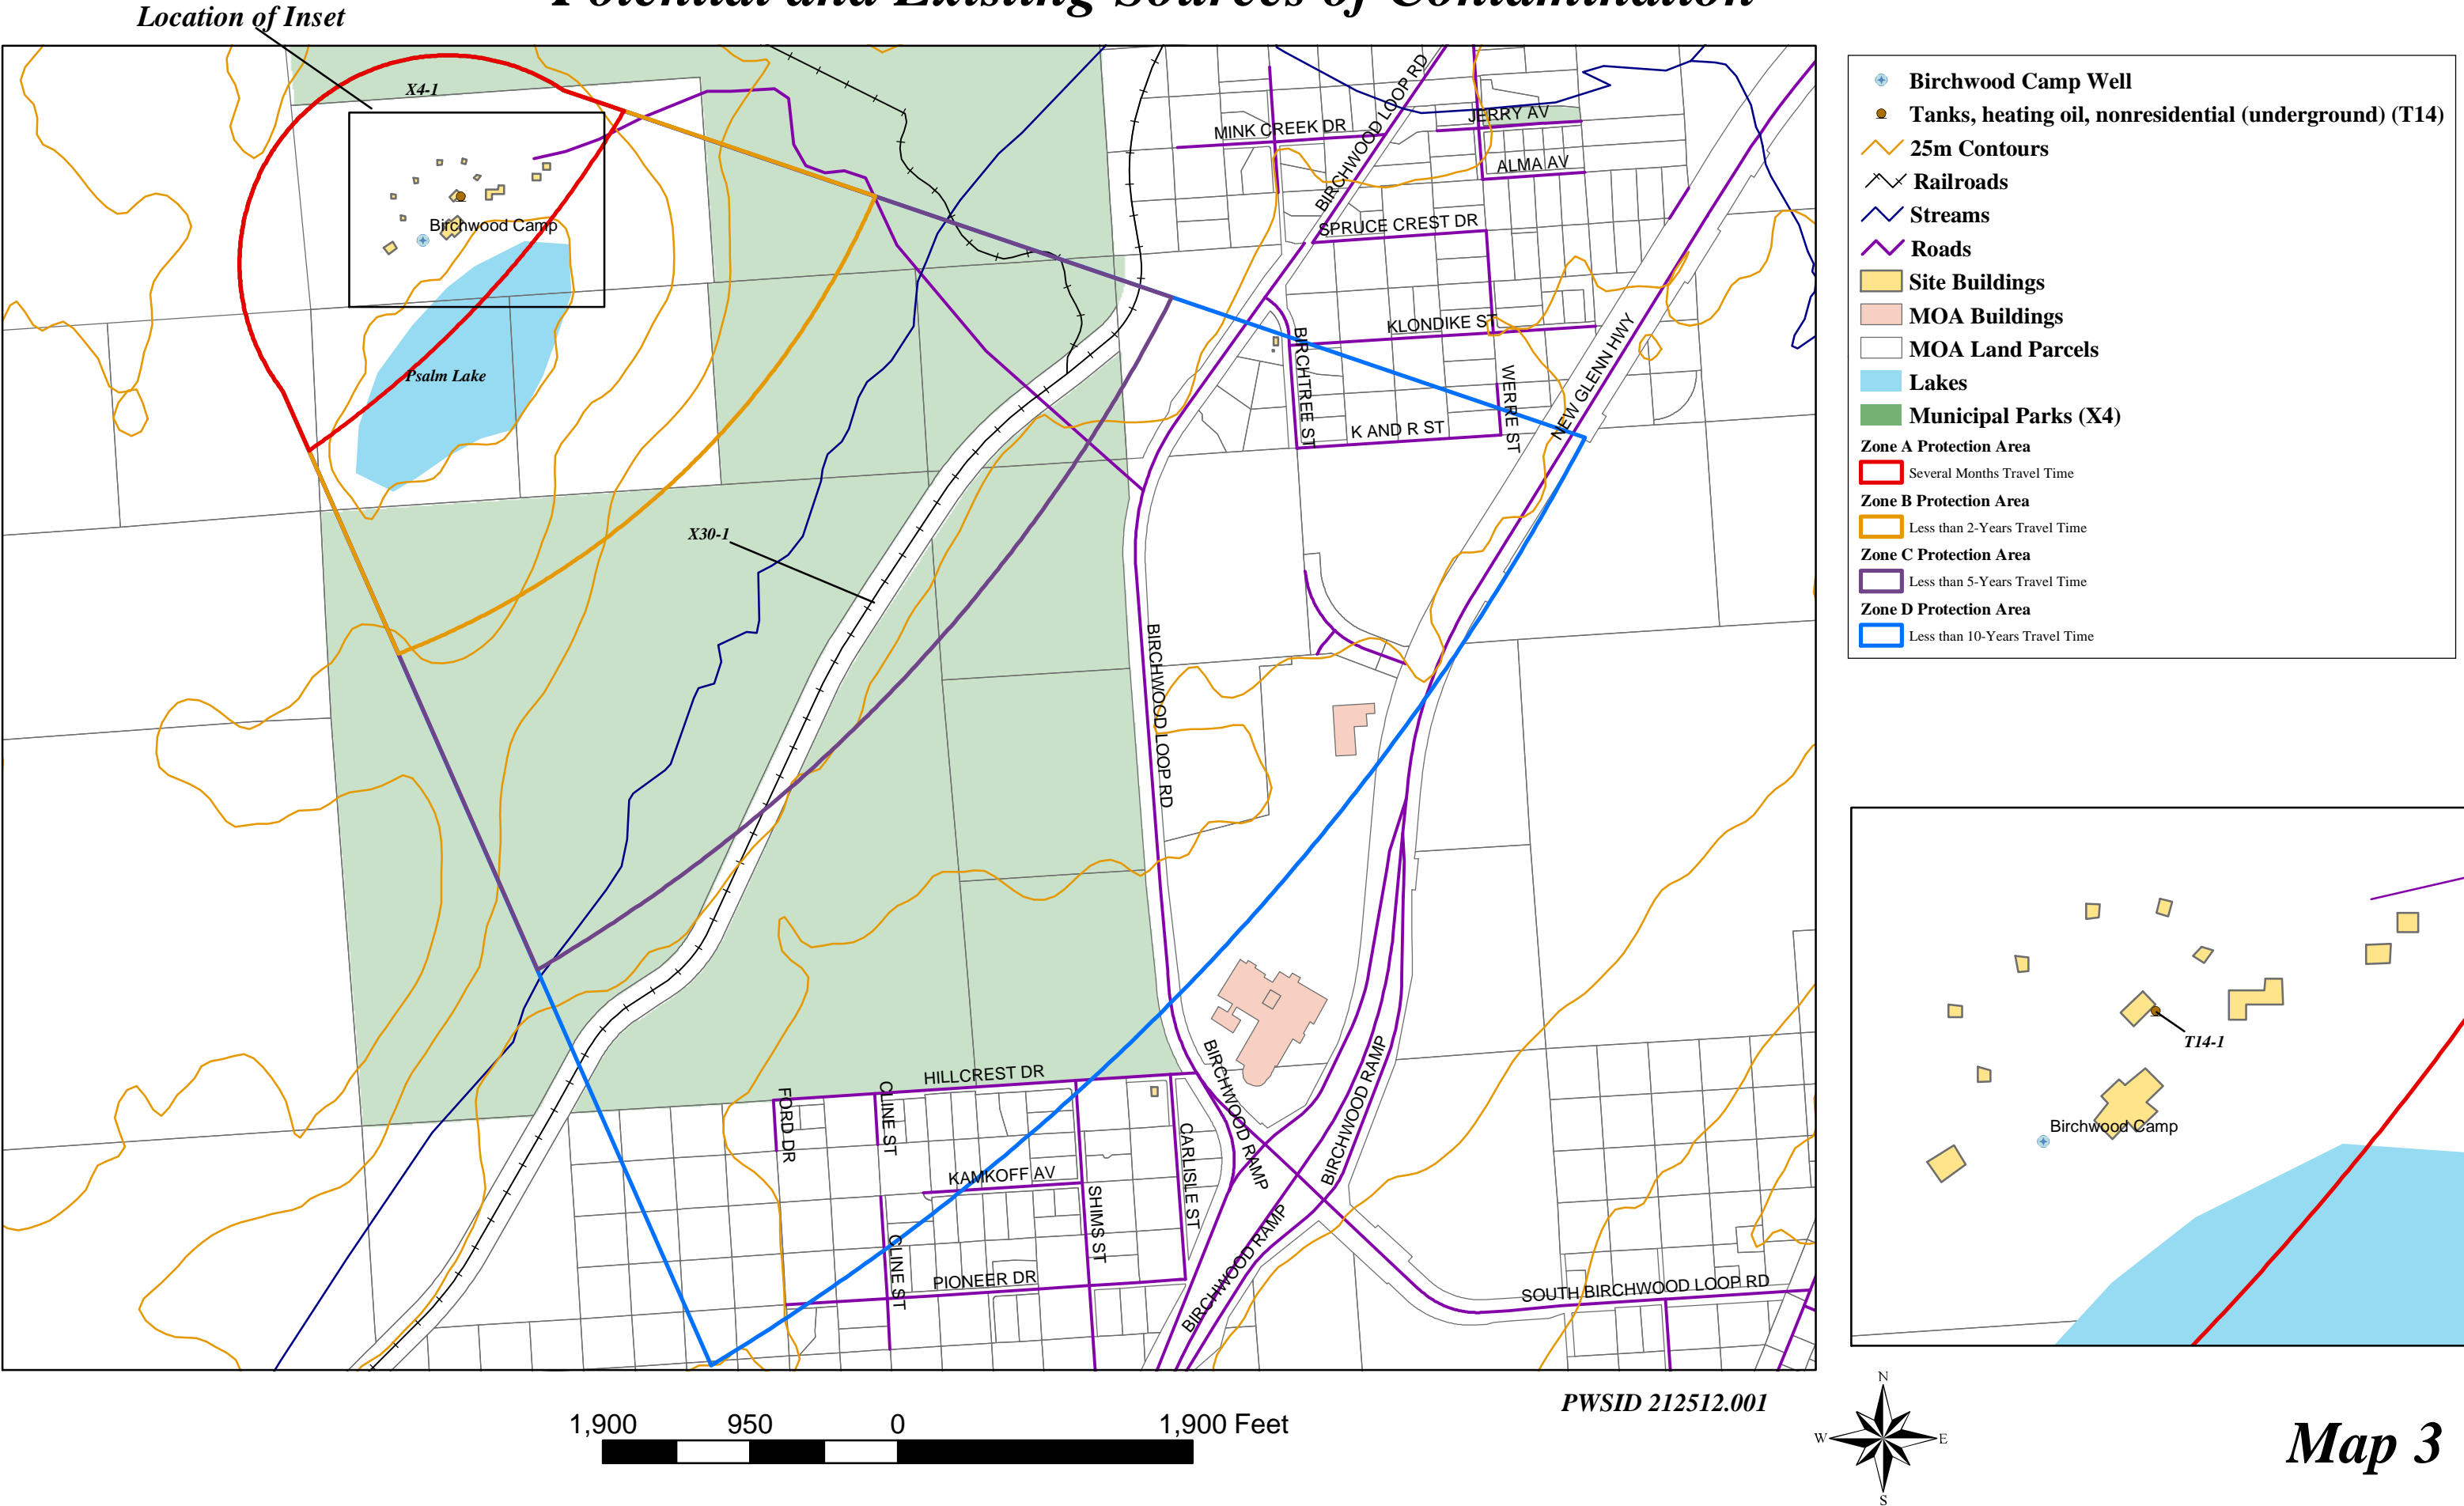 Potential and Existing Sources of Contamination
Location of Inset
X4-1
Birchwood Camp
Psalm Lake
X30-1
MINK CREEK DR
BIRCHWOOD LOOP RD
JERRY AV
ALMA AV
SPRUCE CREST DR
KLONDIKE ST
BIRCHTREE ST
WERRE ST
K AND R ST
NEW GLENN HWY
BIRCHWOOD LOOP RD
HILLCREST DR
FORD DR
CLINE ST
KAMKOFF AV
SHIMS ST
CARLISLE ST
CLINE ST
PIONEER DR
BIRCHWOOD RAMP
BIRCHWOOD RAMP
BIRCHWOOD RAMP
SOUTH BIRCHWOOD LOOP RD
Birchwood Camp Well
Tanks, heating oil, nonresidential (underground) (T14)
25m Contours
Railroads
Streams
Roads
Site Buildings
MOA Buildings
MOA Land Parcels
Lakes
Municipal Parks (X4)
Zone A Protection Area
Several Months Travel Time
Zone B Protection Area
Less than 2-Years Travel Time
Zone C Protection Area
Less than 5-Years Travel Time
Zone D Protection Area
Less than 10-Years Travel Time
T14-1
Birchwood Camp
1,900 950 0 1,900 Feet
PWSID 212512.001
N
W E
S
Map 3